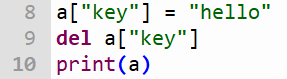 8 a["key"] = "hello"
9 del a["key"]
10 print(a)